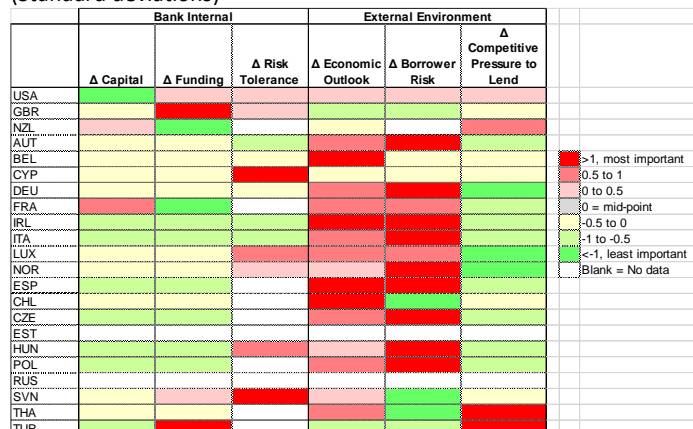 (Standard deviations)
Bank Internal External Environment
Δ
Competitive
Δ Risk Δ Economic Δ Borrower Pressure to
Δ Capital Δ Funding Tolerance Outlook Risk Lend
USA
GBR
NZL
AUT
BEL >1, most important
CYP 0.5 to 1
DEU 0 to 0.5
FRA 0 = mid-point
IRL -0.5 to 0
ITA -1 to -0.5
LUX <-1, least important
NOR Blank = No data
ESP
CHL
CZE
EST
HUN
POL
RUS
SVN
THA
TUR